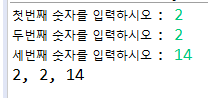 첫번째 숫자를 입력하시오 : 2
두번째 숫자를 입력하시오 : 2
세번째 숫자를 입력하시오 : 14
2, 2, 14